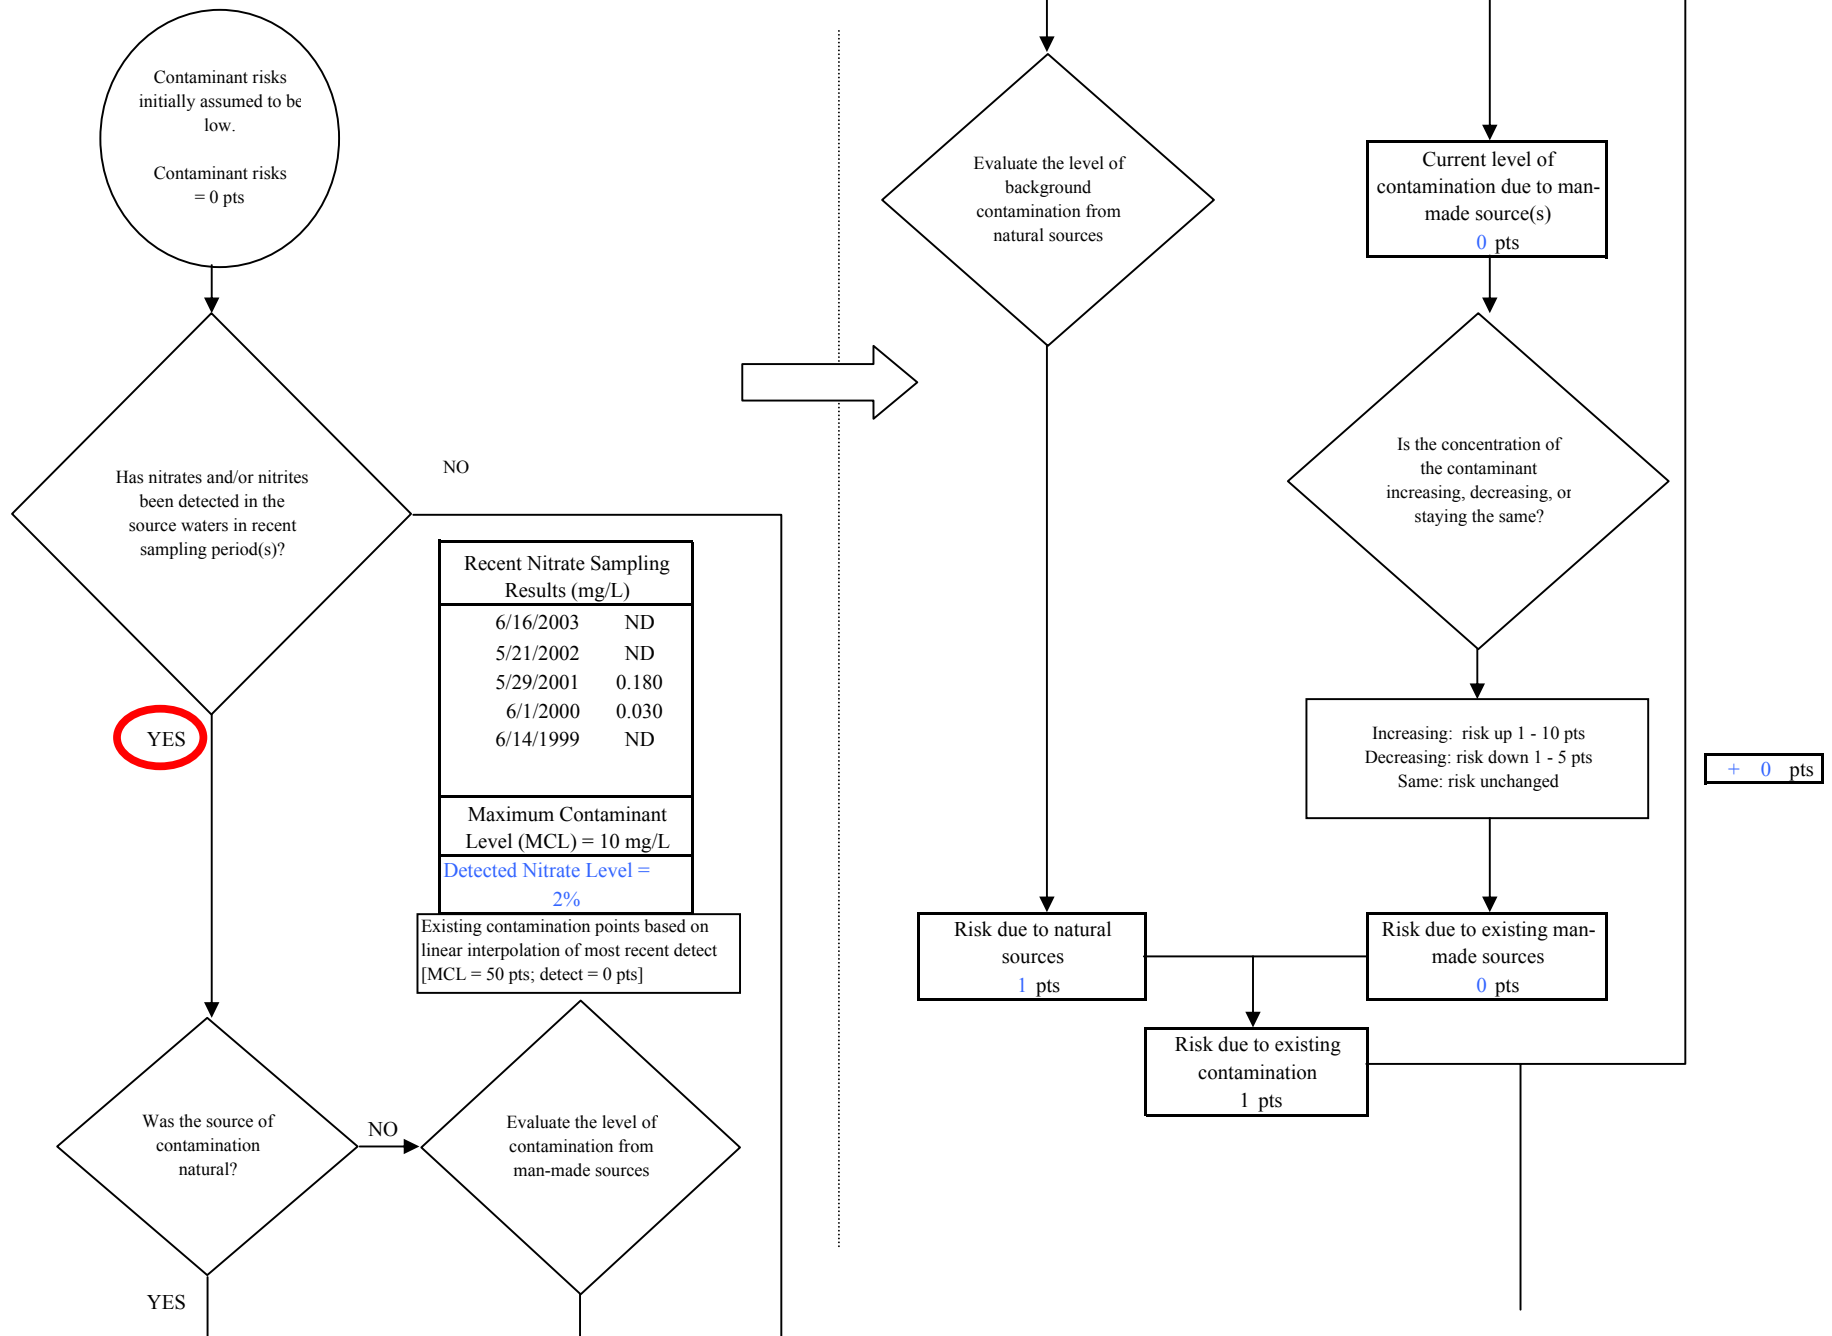 Contaminant risks
initially assumed to be
low.
Contaminant risks
= 0 pts
Has nitrates and/or nitrites
been detected in the
source waters in recent
sampling period(s)?
NO
YES
Recent Nitrate Sampling
Results (mg/L)
6/16/2003 ND
5/21/2002 ND
5/29/2001 0.180
6/1/2000 0.030
6/14/1999 ND
Maximum Contaminant
Level (MCL) = 10 mg/L
Detected Nitrate Level =
2%
Existing contamination points based on
linear interpolation of most recent detect
[MCL = 50 pts; detect = 0 pts]
Was the source of
contamination
natural?
NO
Evaluate the level of
contamination from
man-made sources
YES
Evaluate the level of
background
contamination from
natural sources
Current level of
contamination due to man-
made source(s)
0 pts
Is the concentration of
the contaminant
increasing, decreasing, or
staying the same?
Increasing: risk up 1 - 10 pts
Decreasing: risk down 1 - 5 pts
Same: risk unchanged
+ 0 pts
Risk due to natural
sources
1 pts
Risk due to existing man-
made sources
0 pts
Risk due to existing
contamination
1 pts